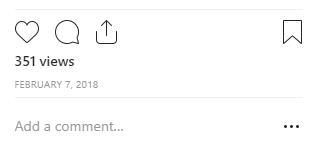 351 views
FEBRUARY 7, 2018
Add a comment...